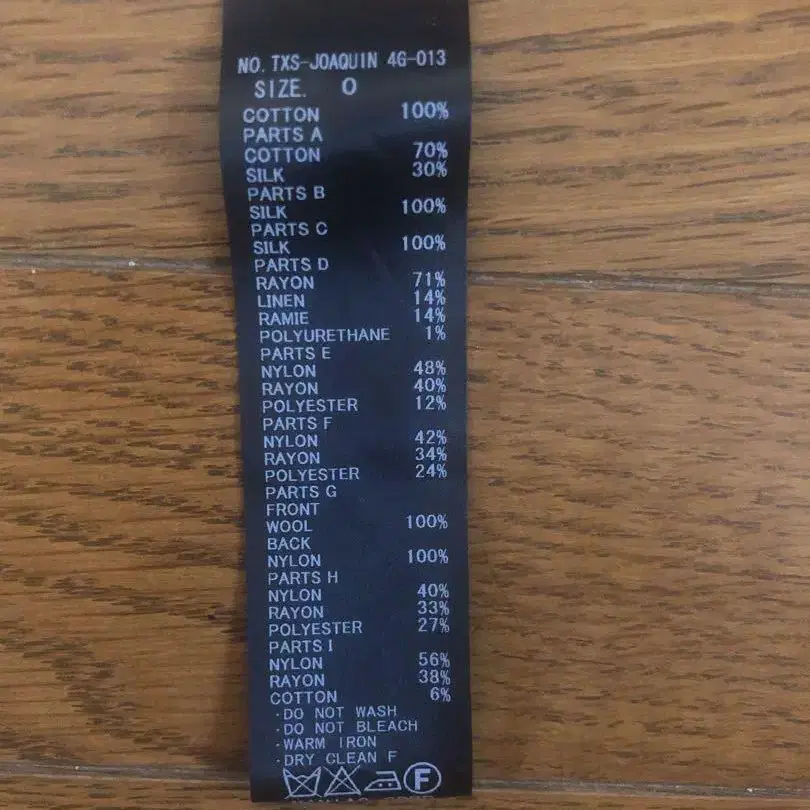 NO. TXS-JOAQUIN 4G-013
SIZE. O
COTTON 100%
PARTS A
COTTON 70%
SILK 30%
PARTS B
SILK 100%
PARTS C
SILK 100%
PARTS D
RAYON 71%
LINEN 14%
RAMIE 14%
POLYURETHANE 1%
PARTS E
NYLON 48%
RAYON 40%
POLYESTER 12%
PARTS F
NYLON 42%
RAYON 34%
POLYESTER 24%
PARTS G
FRONT
WOOL 100%
BACK
NYLON 100%
PARTS H
NYLON 40%
RAYON 33%
POLYESTER 27%
PARTS I
NYLON 56%
RAYON 38%
COTTON 6%
·DO NOT WASH
·DO NOT BLEACH
·WARM IRON
·DRY CLEAN F
F